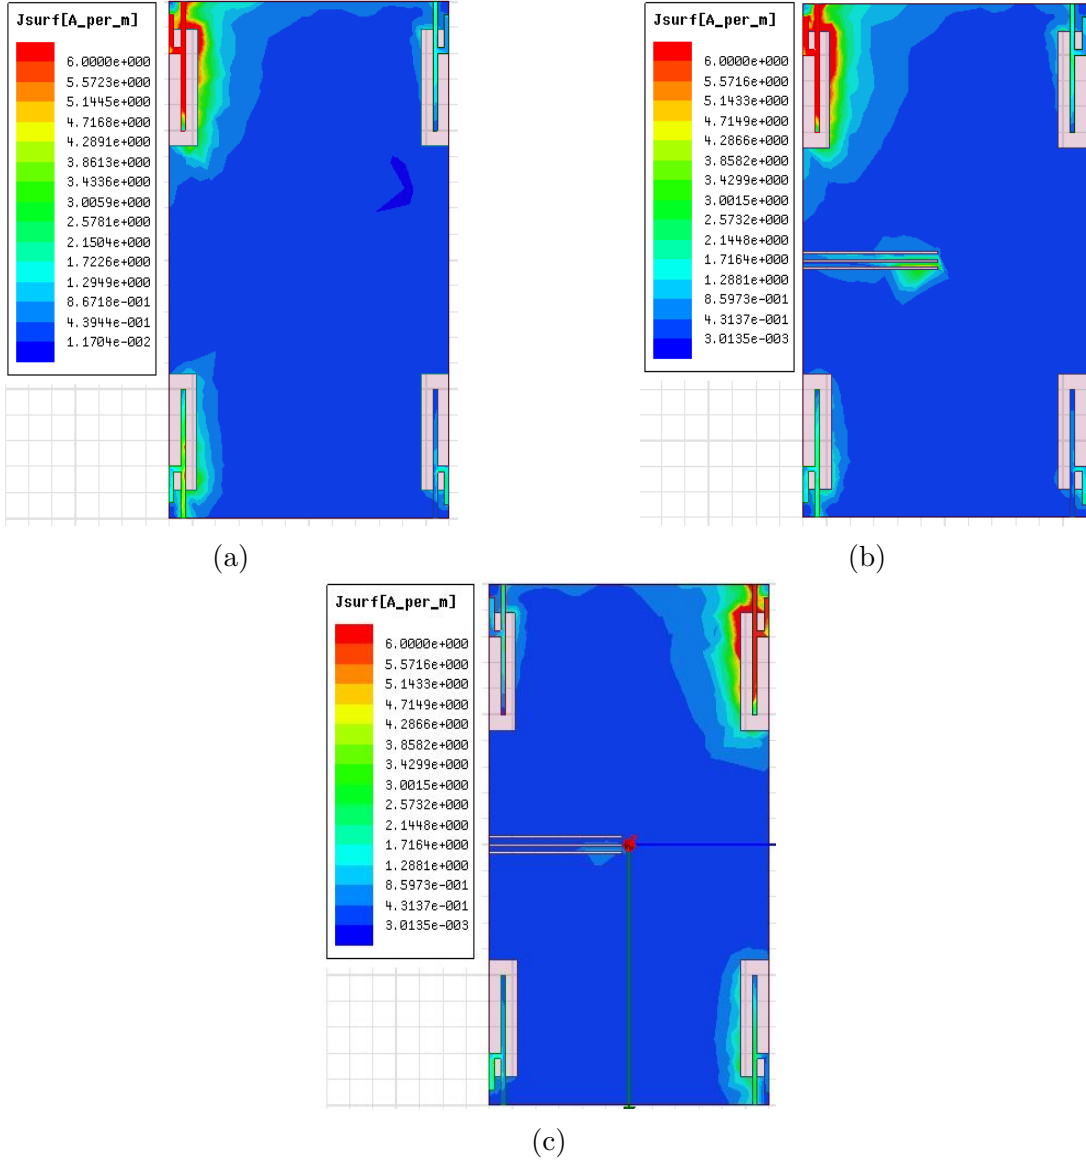 Jsurf[A_per_m]
6.0000e+000
5.5723e+000
5.1445e+000
4.7168e+000
4.2891e+000
3.8613e+000
3.4336e+000
3.0059e+000
2.5781e+000
2.1504e+000
1.7226e+000
1.2949e+000
8.6718e-001
4.3944e-001
1.1704e-002
Jsurf[A_per_m]
6.0000e+000
5.5716e+000
5.1433e+000
4.7149e+000
4.2866e+000
3.8582e+000
3.4299e+000
3.0015e+000
2.5732e+000
2.1448e+000
1.7164e+000
1.2881e+000
8.5973e-001
4.3137e-001
3.0135e-003
(a)
(b)
Jsurf[A_per_m]
6.0000e+000
5.5716e+000
5.1433e+000
4.7149e+000
4.2866e+000
3.8582e+000
3.4299e+000
3.0015e+000
2.5732e+000
2.1448e+000
1.7164e+000
1.2881e+000
8.5973e-001
4.3137e-001
3.0135e-003
(c)